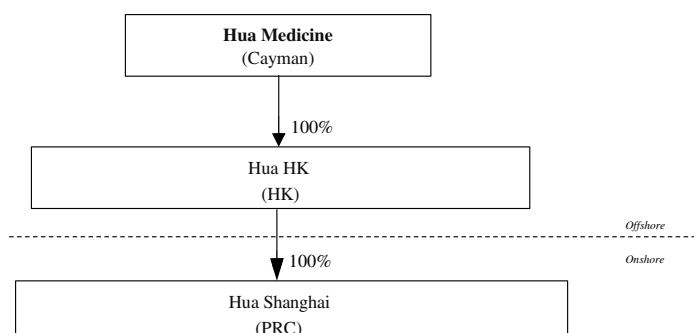 Hua Medicine
(Cayman)
100%
Hua HK
(HK)
Offshore
100%
Onshore
Hua Shanghai
(PRC)